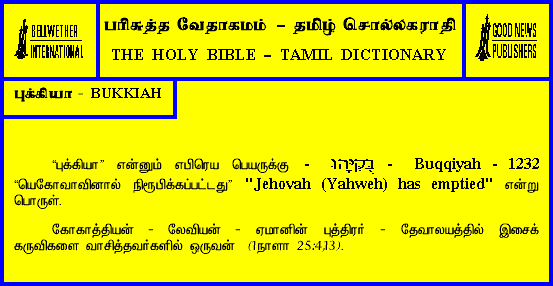 BELLWETHER
INTERNATIONAL
பரிசுத்த வேதாகமம் – தமிழ் சொல்லகராதி
THE HOLY BIBLE – TAMIL DICTIONARY
GOOD NEWS
PUBLISHERS
புக்கியா - BUKKIAH
“புக்கியா” என்னும் எபிரெய பெயருக்கு - בֻּקִּיָּהוּ - Buqqiyah - 1232
“யெகோவாவினால் நிரூபிக்கப்பட்டது” "Jehovah (Yahweh) has emptied" என்று
பொருள்.
கோகாத்தியன் - லேவியன் - ஏமானின் புத்திரர் - தேவாலயத்தில் இசைக்
கருவிகளை வாசித்தவர்களில் ஒருவன் (1நாளா 25:4,13).